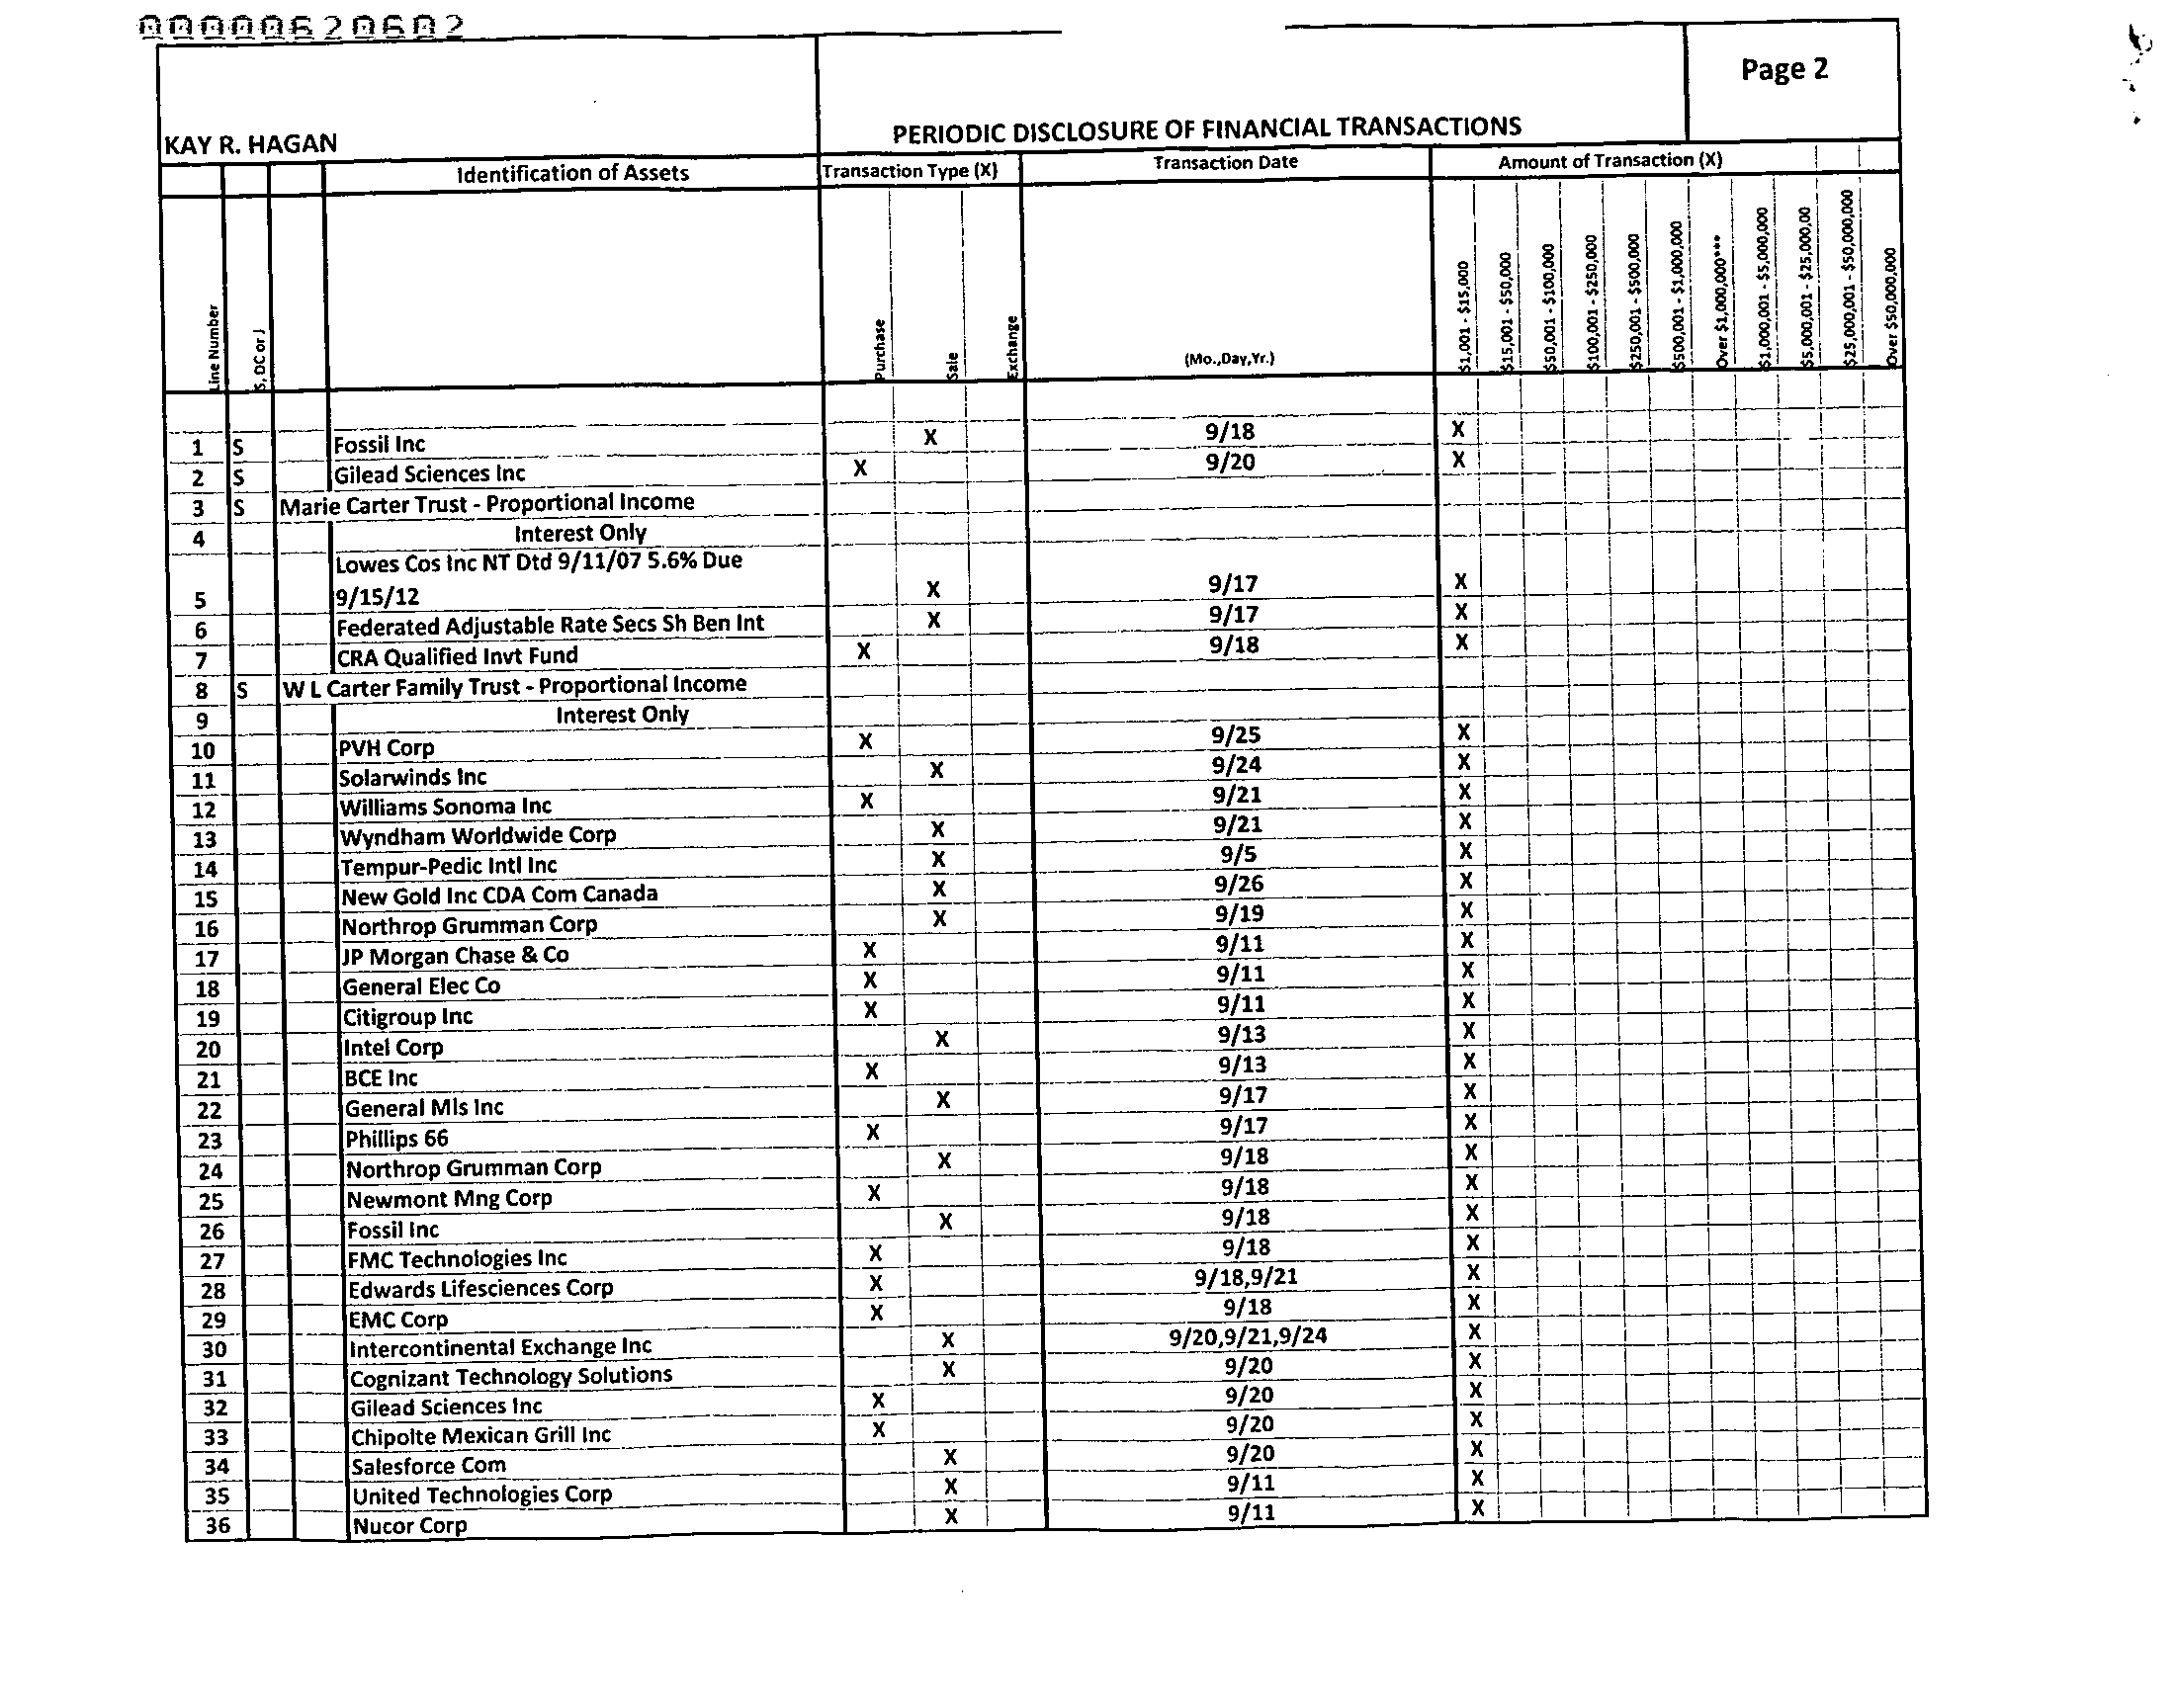 00000620602
Page 2
KAY R. HAGAN
PERIODIC DISCLOSURE OF FINANCIAL TRANSACTIONS
Identification of Assets Transaction Type (X) Transaction Date Amount of Transaction (X)
Line Number S, DC or J Purchase Sale Exchange (Mo.,Day,Yr.) $1,001 - $15,000 $15,001 - $50,000 $50,001 - $100,000 $100,001 - $250,000 $250,001 - $500,000 $500,001 - $1,000,000 Over $1,000,000*** $1,000,001 - $5,000,000 $5,000,001 - $25,000,00 $25,000,001 - $50,000,000 Over $50,000,000
1 S Fossil Inc X 9/18 X
2 S Gilead Sciences Inc X 9/20 X
3 S Marie Carter Trust - Proportional Income
4 Interest Only
Lowes Cos Inc NT Dtd 9/11/07 5.6% Due
5 9/15/12 X 9/17 X
6 Federated Adjustable Rate Secs Sh Ben Int X 9/17 X
7 CRA Qualified Invt Fund X 9/18 X
8 S W L Carter Family Trust - Proportional Income
9 Interest Only
10 PVH Corp X 9/25 X
11 Solarwinds Inc X 9/24 X
12 Williams Sonoma Inc X 9/21 X
13 Wyndham Worldwide Corp X 9/21 X
14 Tempur-Pedic Intl Inc X 9/5 X
15 New Gold Inc CDA Com Canada X 9/26 X
16 Northrop Grumman Corp X 9/19 X
17 JP Morgan Chase & Co X 9/11 X
18 General Elec Co X 9/11 X
19 Citigroup Inc X 9/11 X
20 Intel Corp X 9/13 X
21 BCE Inc X 9/13 X
22 General Mls Inc X 9/17 X
23 Phillips 66 X 9/17 X
24 Northrop Grumman Corp X 9/18 X
25 Newmont Mng Corp X 9/18 X
26 Fossil Inc X 9/18 X
27 FMC Technologies Inc X 9/18 X
28 Edwards Lifesciences Corp X 9/18,9/21 X
29 EMC Corp X 9/18 X
30 Intercontinental Exchange Inc X 9/20,9/21,9/24 X
31 Cognizant Technology Solutions X 9/20 X
32 Gilead Sciences Inc X 9/20 X
33 Chipolte Mexican Grill Inc X 9/20 X
34 Salesforce Com X 9/20 X
35 United Technologies Corp X 9/11 X
36 Nucor Corp X 9/11 X